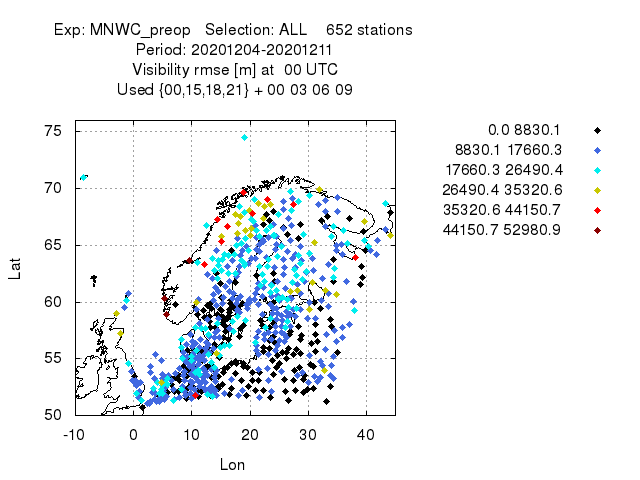 Exp: MNWC_preop   Selection: ALL    652 stations
Period: 20201204-20201211
Visibility rmse [m] at  00 UTC
Used {00,15,18,21} + 00 03 06 09
0.0 8830.1
8830.1 17660.3
17660.3 26490.4
26490.4 35320.6
35320.6 44150.7
44150.7 52980.9
75
70
65
60
55
50
Lat
-10 0 10 20 30 40
Lon